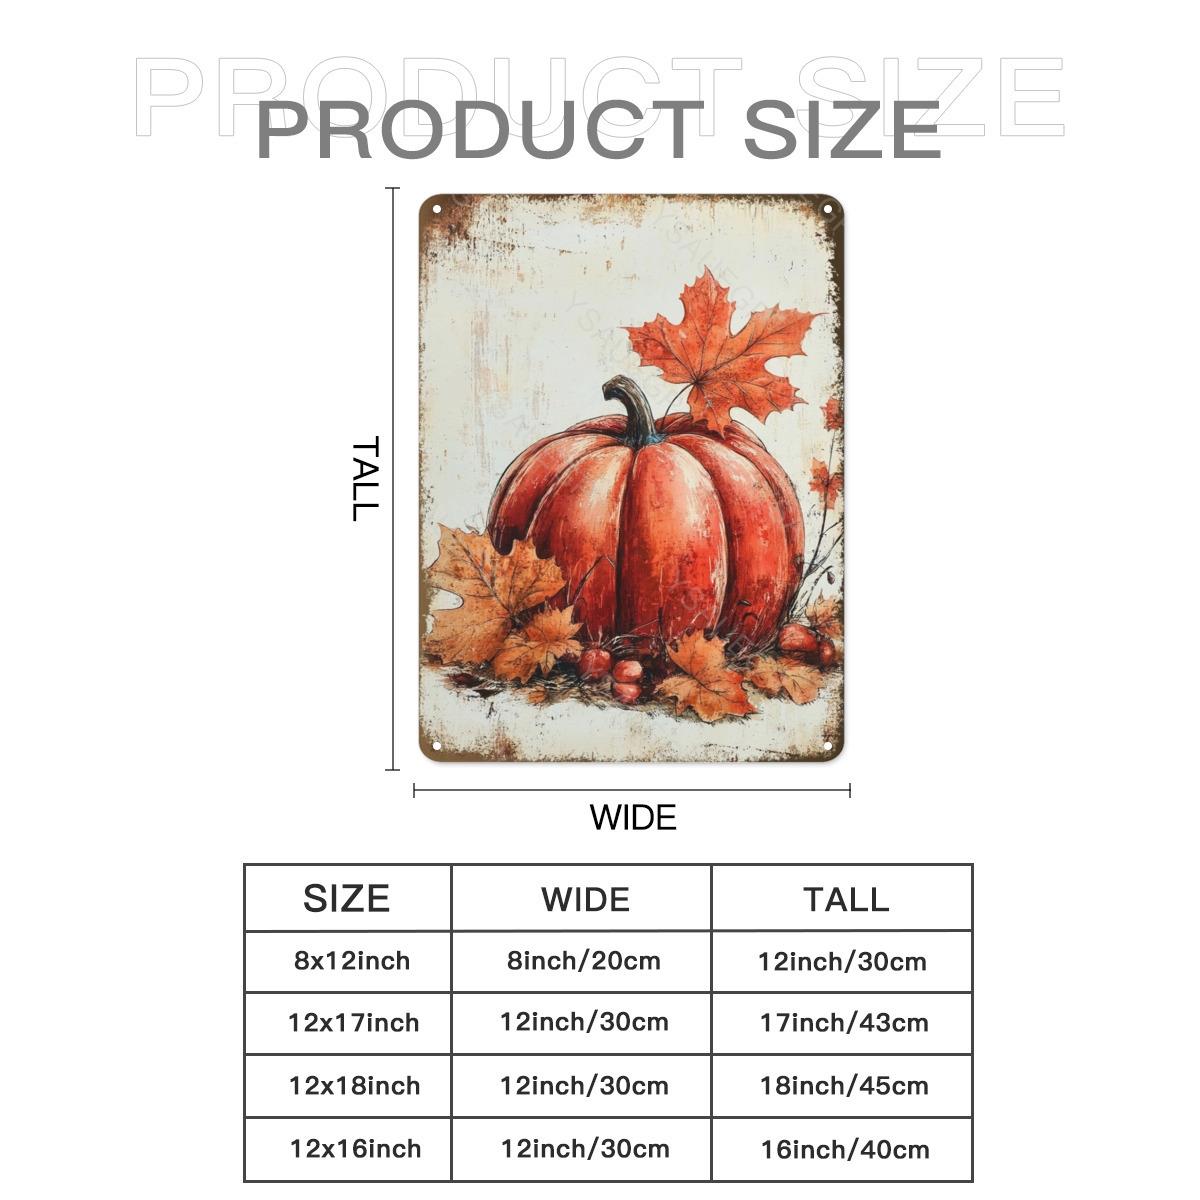 PRODUCT SIZE
PRODUCT SIZE
TALL
WIDE
SIZE WIDE TALL
8x12inch 8inch/20cm 12inch/30cm
12x17inch 12inch/30cm 17inch/43cm
12x18inch 12inch/30cm 18inch/45cm
12x16inch 12inch/30cm 16inch/40cm